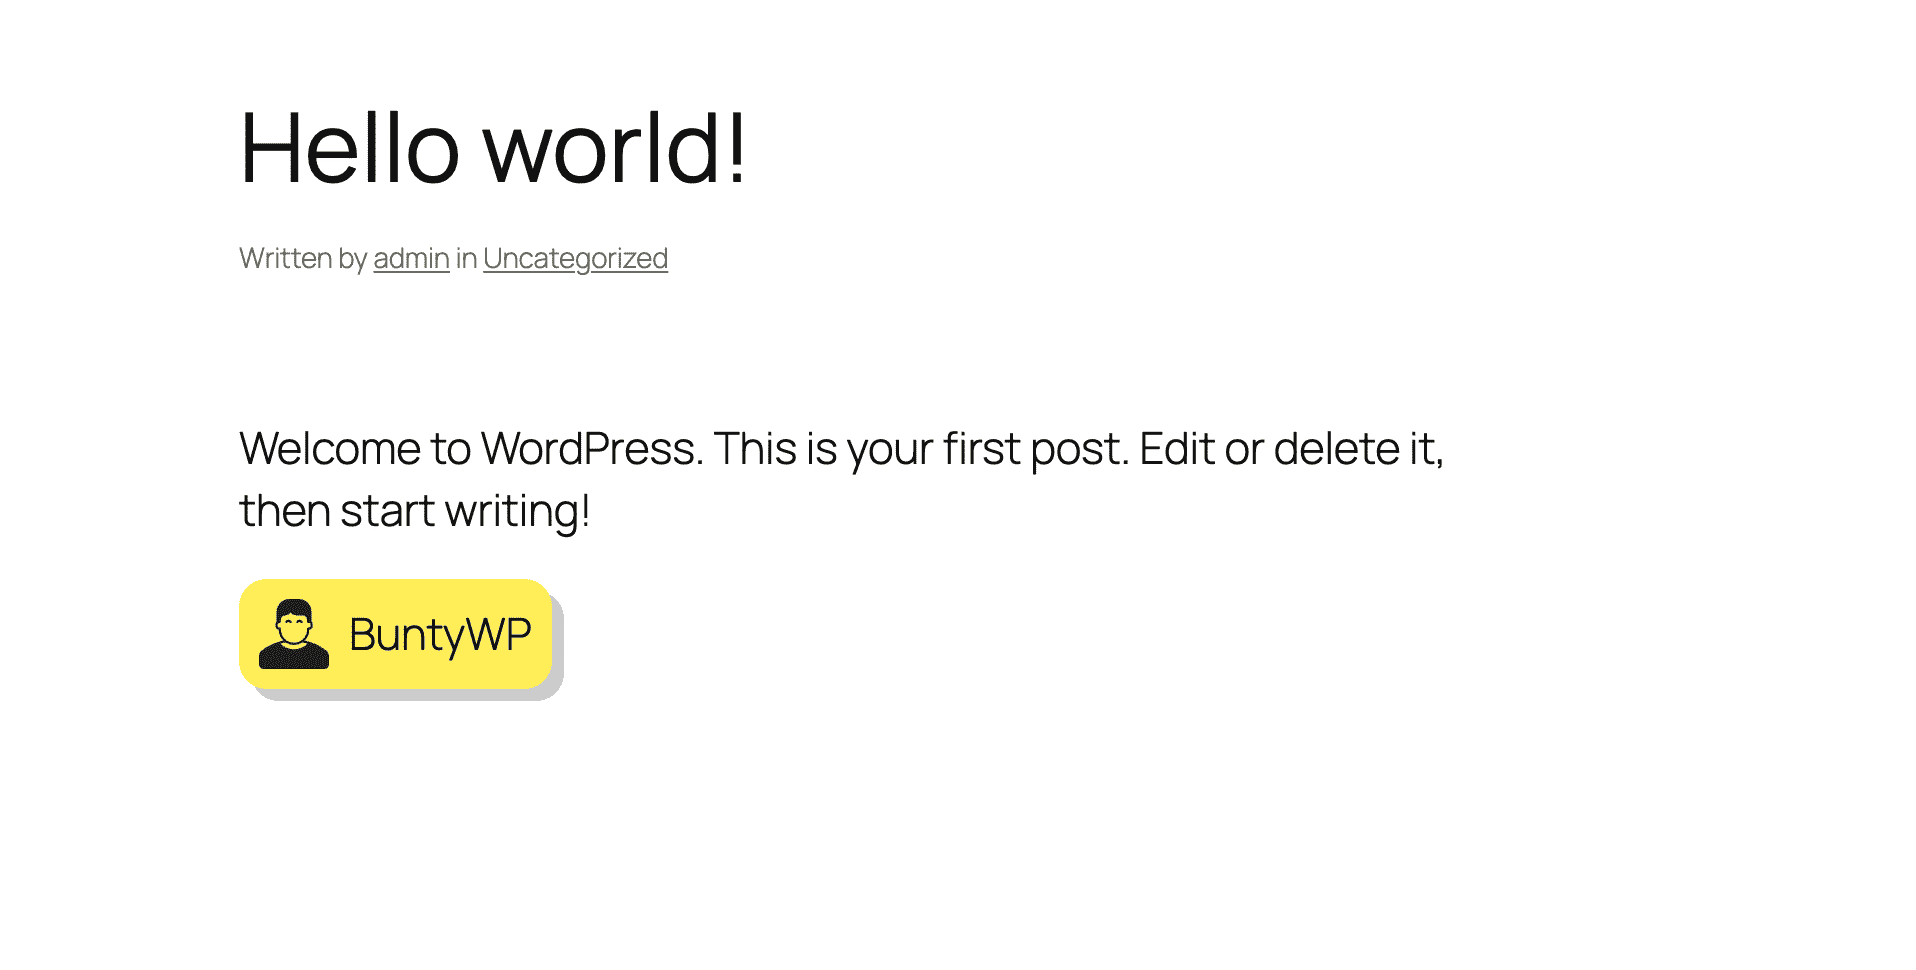 Hello world!
Written by admin in Uncategorized
Welcome to WordPress. This is your first post. Edit or delete it,
then start writing!
BuntyWP